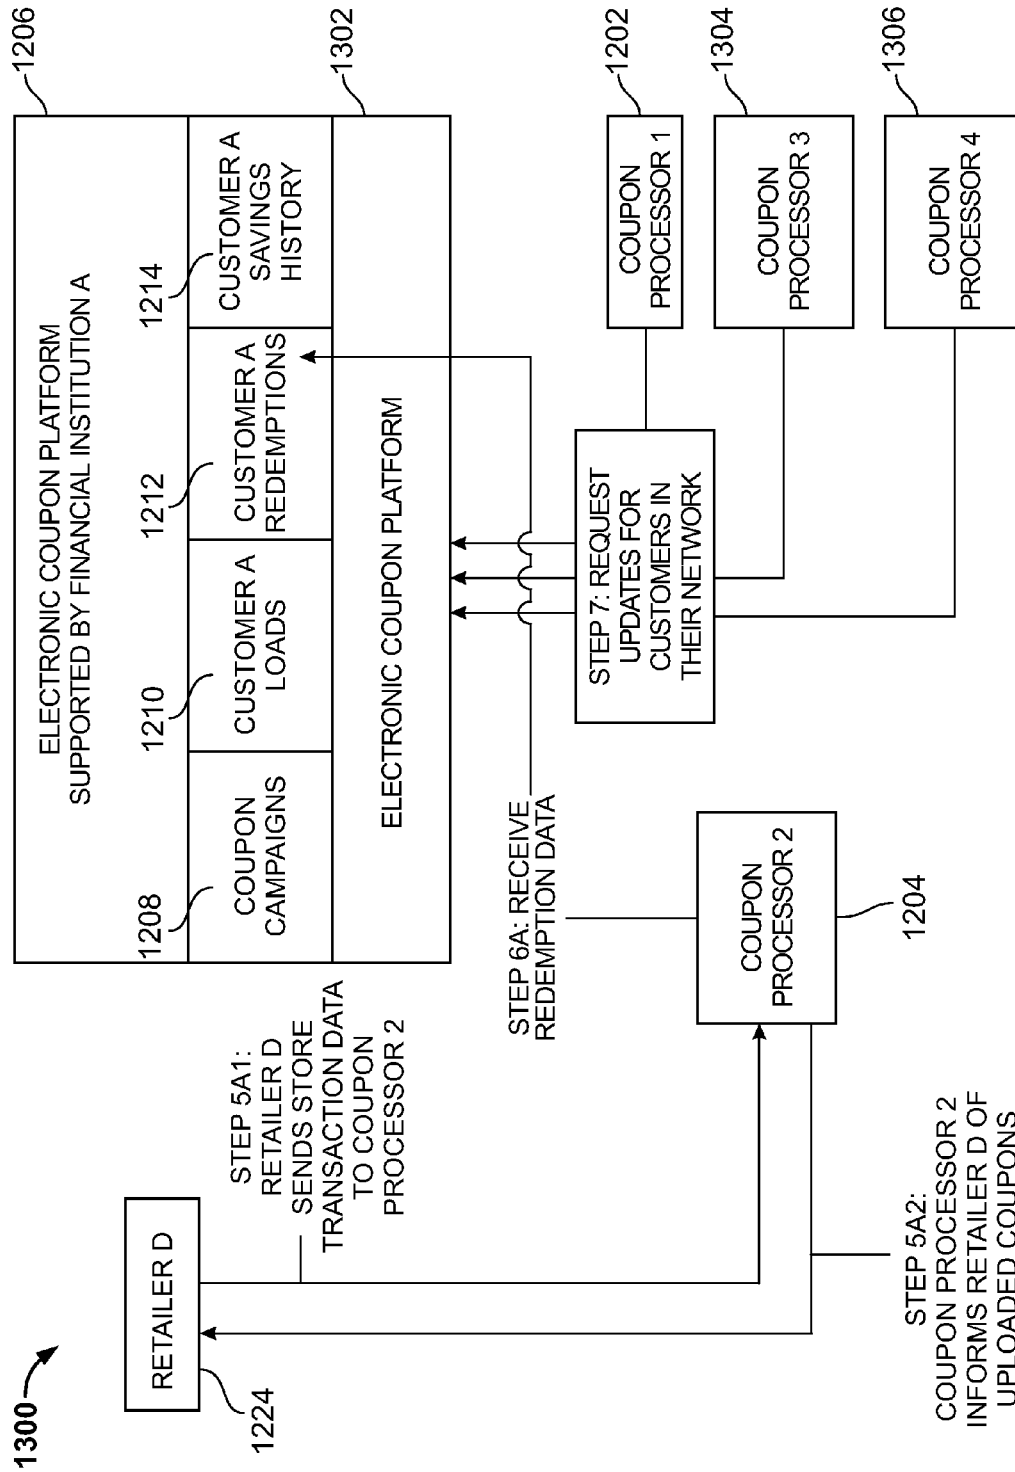 1300
RETAILER D
1224
STEP 5A1:
RETAILER D
SENDS STORE
TRANSACTION DATA
TO COUPON
PROCESSOR 2
STEP 5A2:
COUPON PROCESSOR 2
INFORMS RETAILER D OF
UPLOADED COUPONS
ELECTRONIC COUPON PLATFORM
SUPPORTED BY FINANCIAL INSTITUTION A
1206
1208
COUPON
CAMPAIGNS
1210
CUSTOMER A
LOADS
1212
CUSTOMER A
REDEMPTIONS
1214
CUSTOMER A
SAVINGS
HISTORY
ELECTRONIC COUPON PLATFORM
1302
STEP 6A: RECEIVE
REDEMPTION DATA
COUPON
PROCESSOR 2
1204
STEP 7: REQUEST
UPDATES FOR
CUSTOMERS IN
THEIR NETWORK
COUPON
PROCESSOR 1
1202
COUPON
PROCESSOR 3
1304
COUPON
PROCESSOR 4
1306